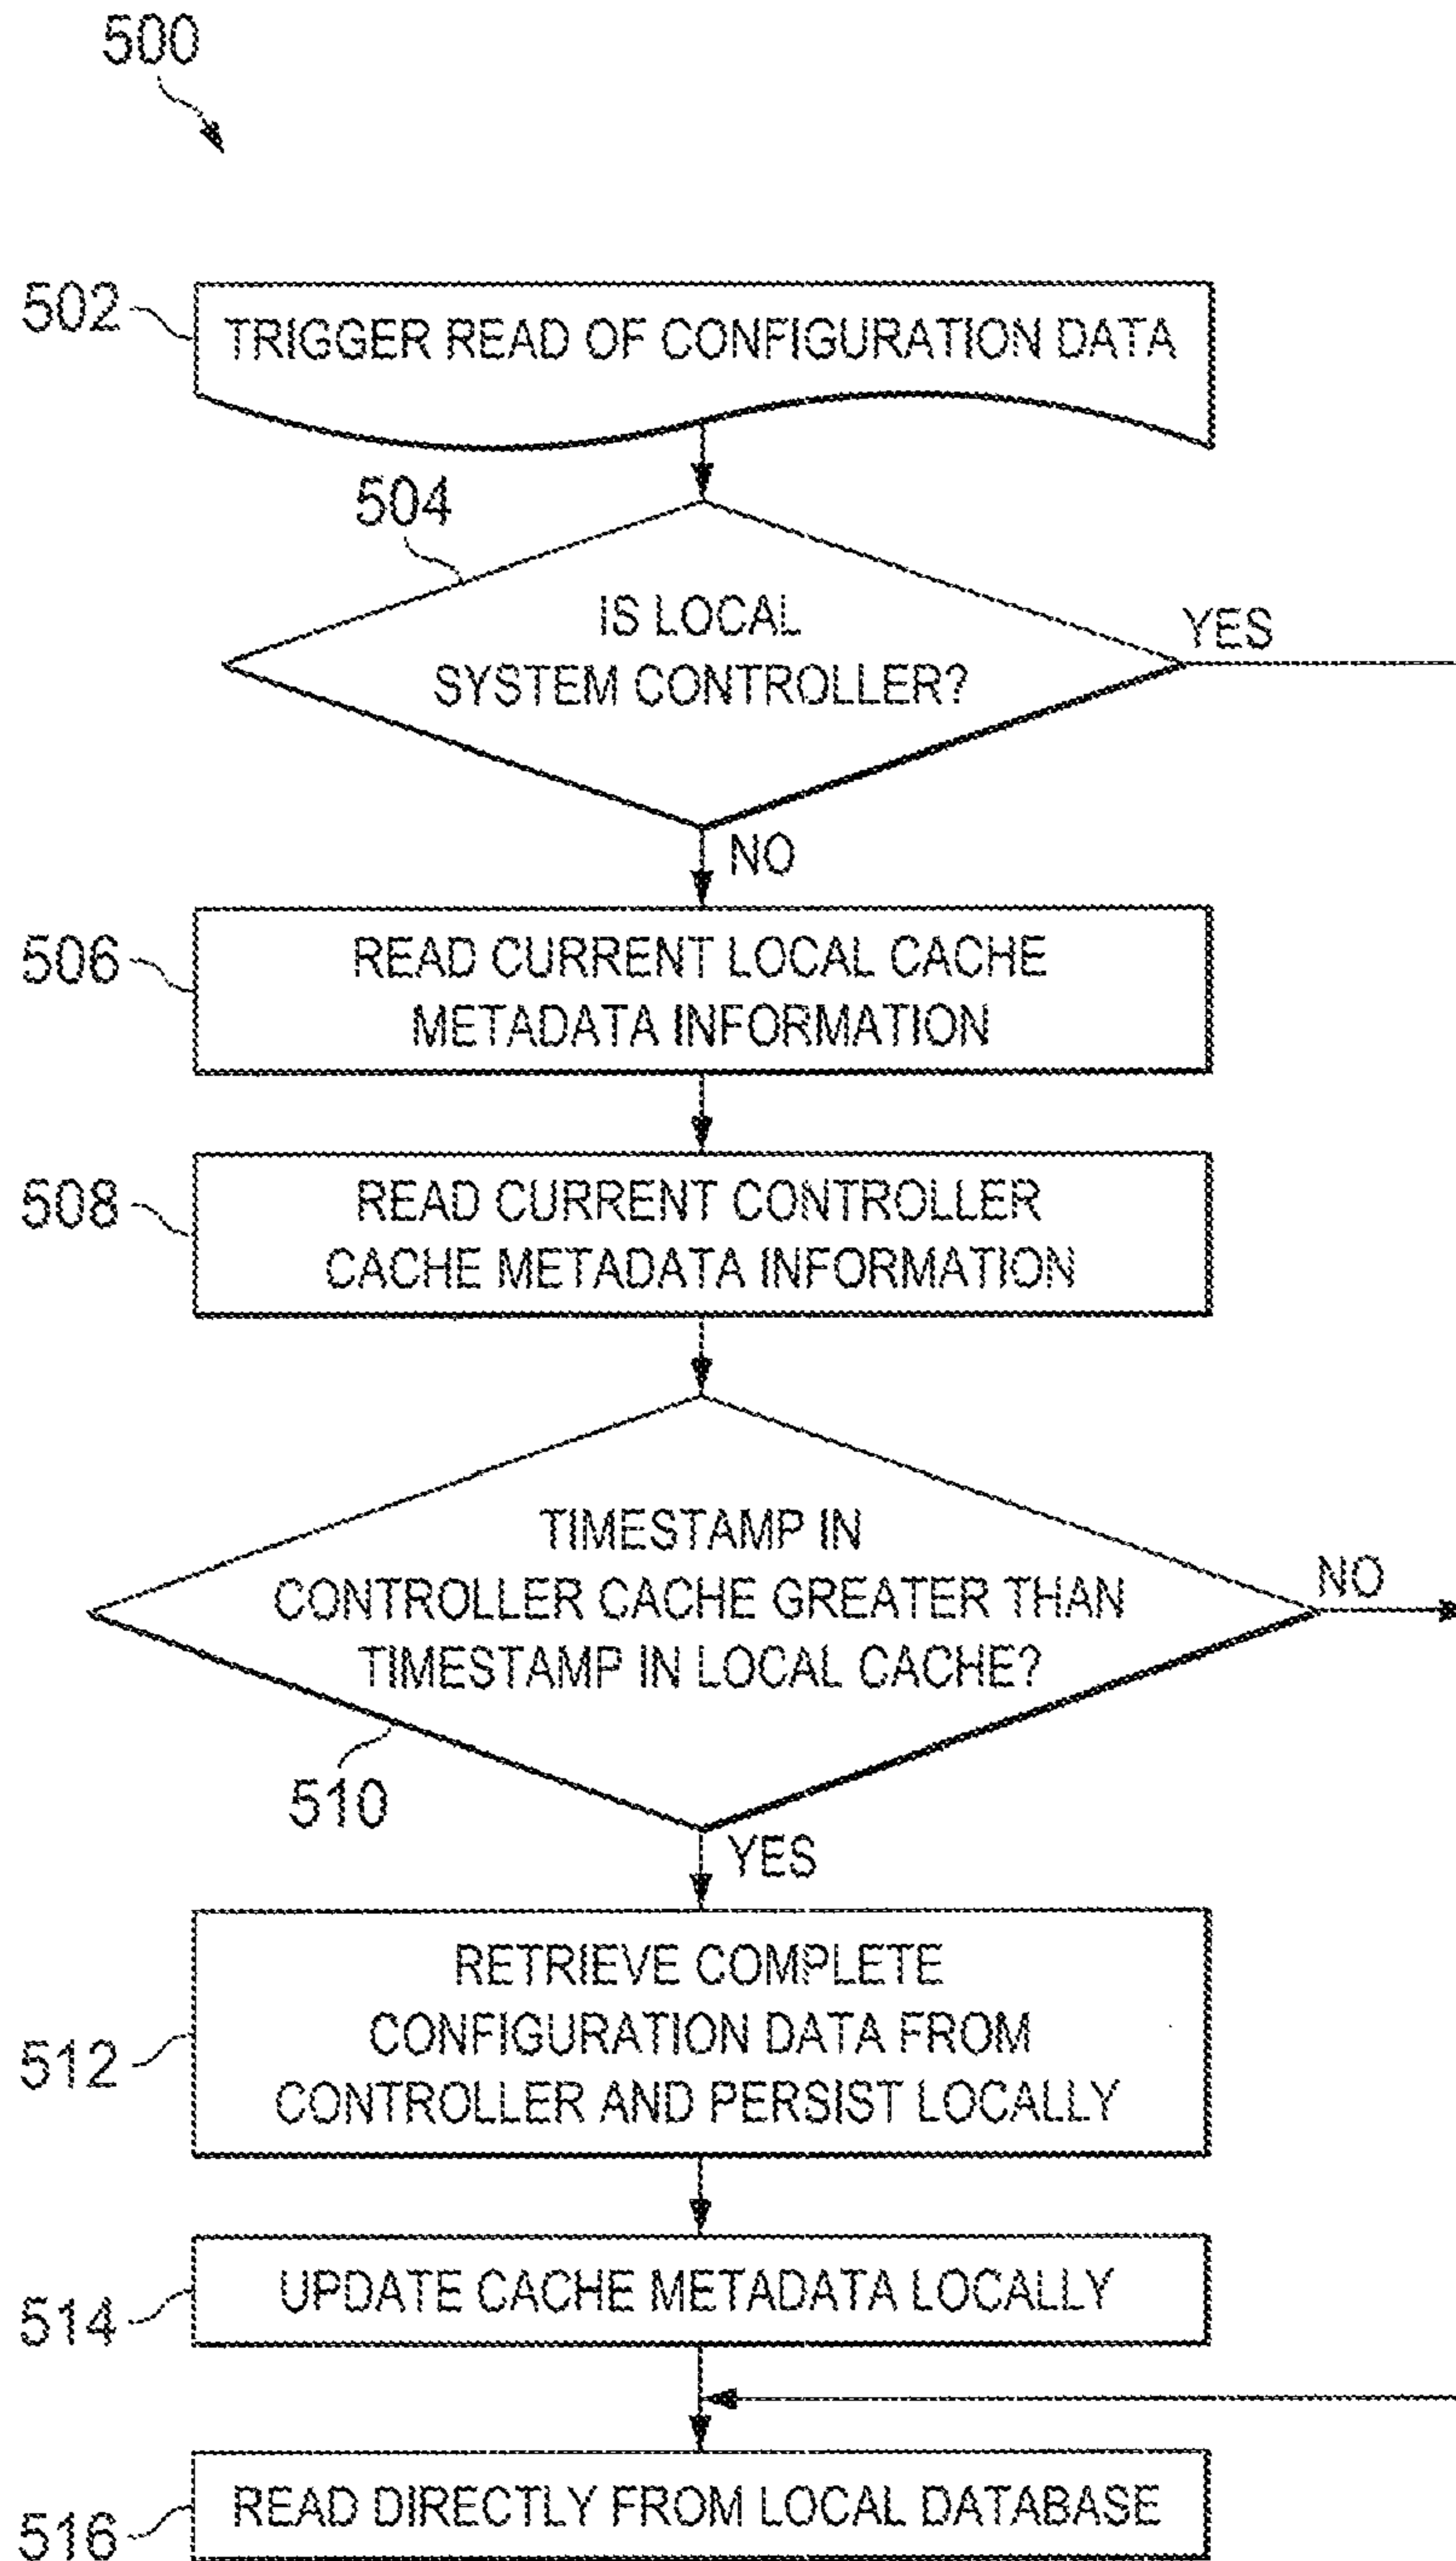 500
502
TRIGGER READ OF CONFIGURATION DATA
504
IS LOCAL
SYSTEM CONTROLLER?
YES
NO
506
READ CURRENT LOCAL CACHE
METADATA INFORMATION
508
READ CURRENT CONTROLLER
CACHE METADATA INFORMATION
TIMESTAMP IN
CONTROLLER CACHE GREATER THAN
TIMESTAMP IN LOCAL CACHE?
NO
510
YES
512
RETRIEVE COMPLETE
CONFIGURATION DATA FROM
CONTROLLER AND PERSIST LOCALLY
514
UPDATE CACHE METADATA LOCALLY
516
READ DIRECTLY FROM LOCAL DATABASE